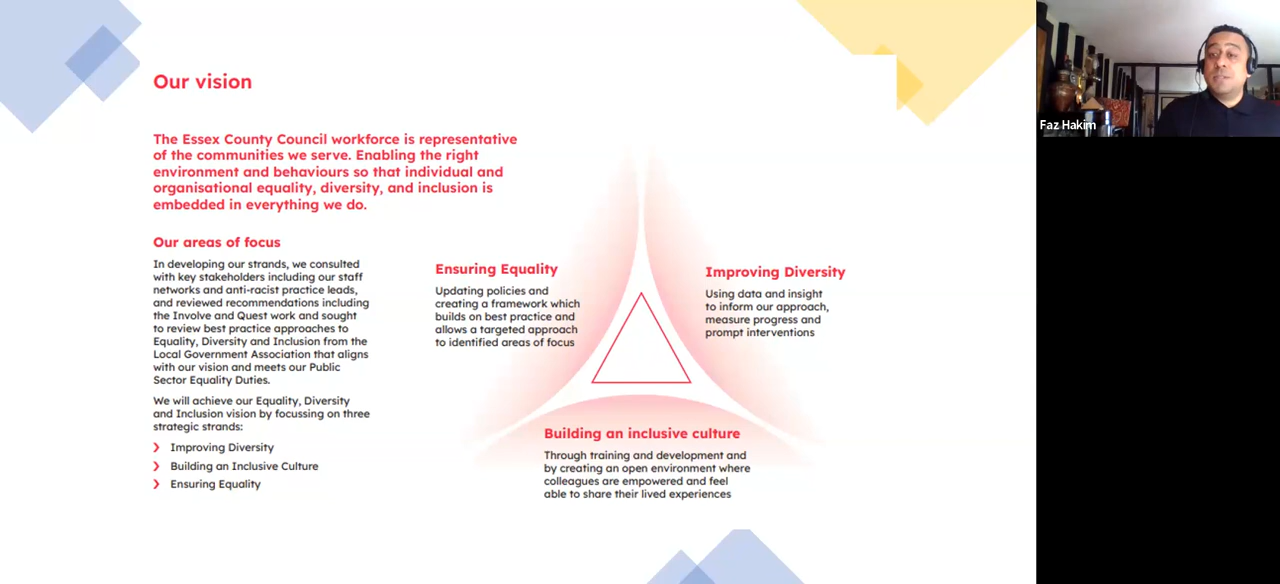 Our vision
The Essex County Council workforce is representative
of the communities we serve. Enabling the right
environment and behaviours so that individual and
organisational equality, diversity, and inclusion is
embedded in everything we do.
Our areas of focus
In developing our strands, we consulted
with key stakeholders including our staff
networks and anti-racist practice leads,
and reviewed recommendations including
the Involve and Quest work and sought
to review best practice approaches to
Equality, Diversity and Inclusion from the
Local Government Association that aligns
with our vision and meets our Public
Sector Equality Duties.
We will achieve our Equality, Diversity
and Inclusion vision by focussing on three
strategic strands:
Improving Diversity
Building an Inclusive Culture
Ensuring Equality
Ensuring Equality
Updating policies and
creating a framework which
builds on best practice and
allows a targeted approach
to identified areas of focus
Improving Diversity
Using data and insight
to inform our approach,
measure progress and
prompt interventions
Building an inclusive culture
Through training and development and
by creating an open environment where
colleagues are empowered and feel
able to share their lived experiences
Faz Hakim